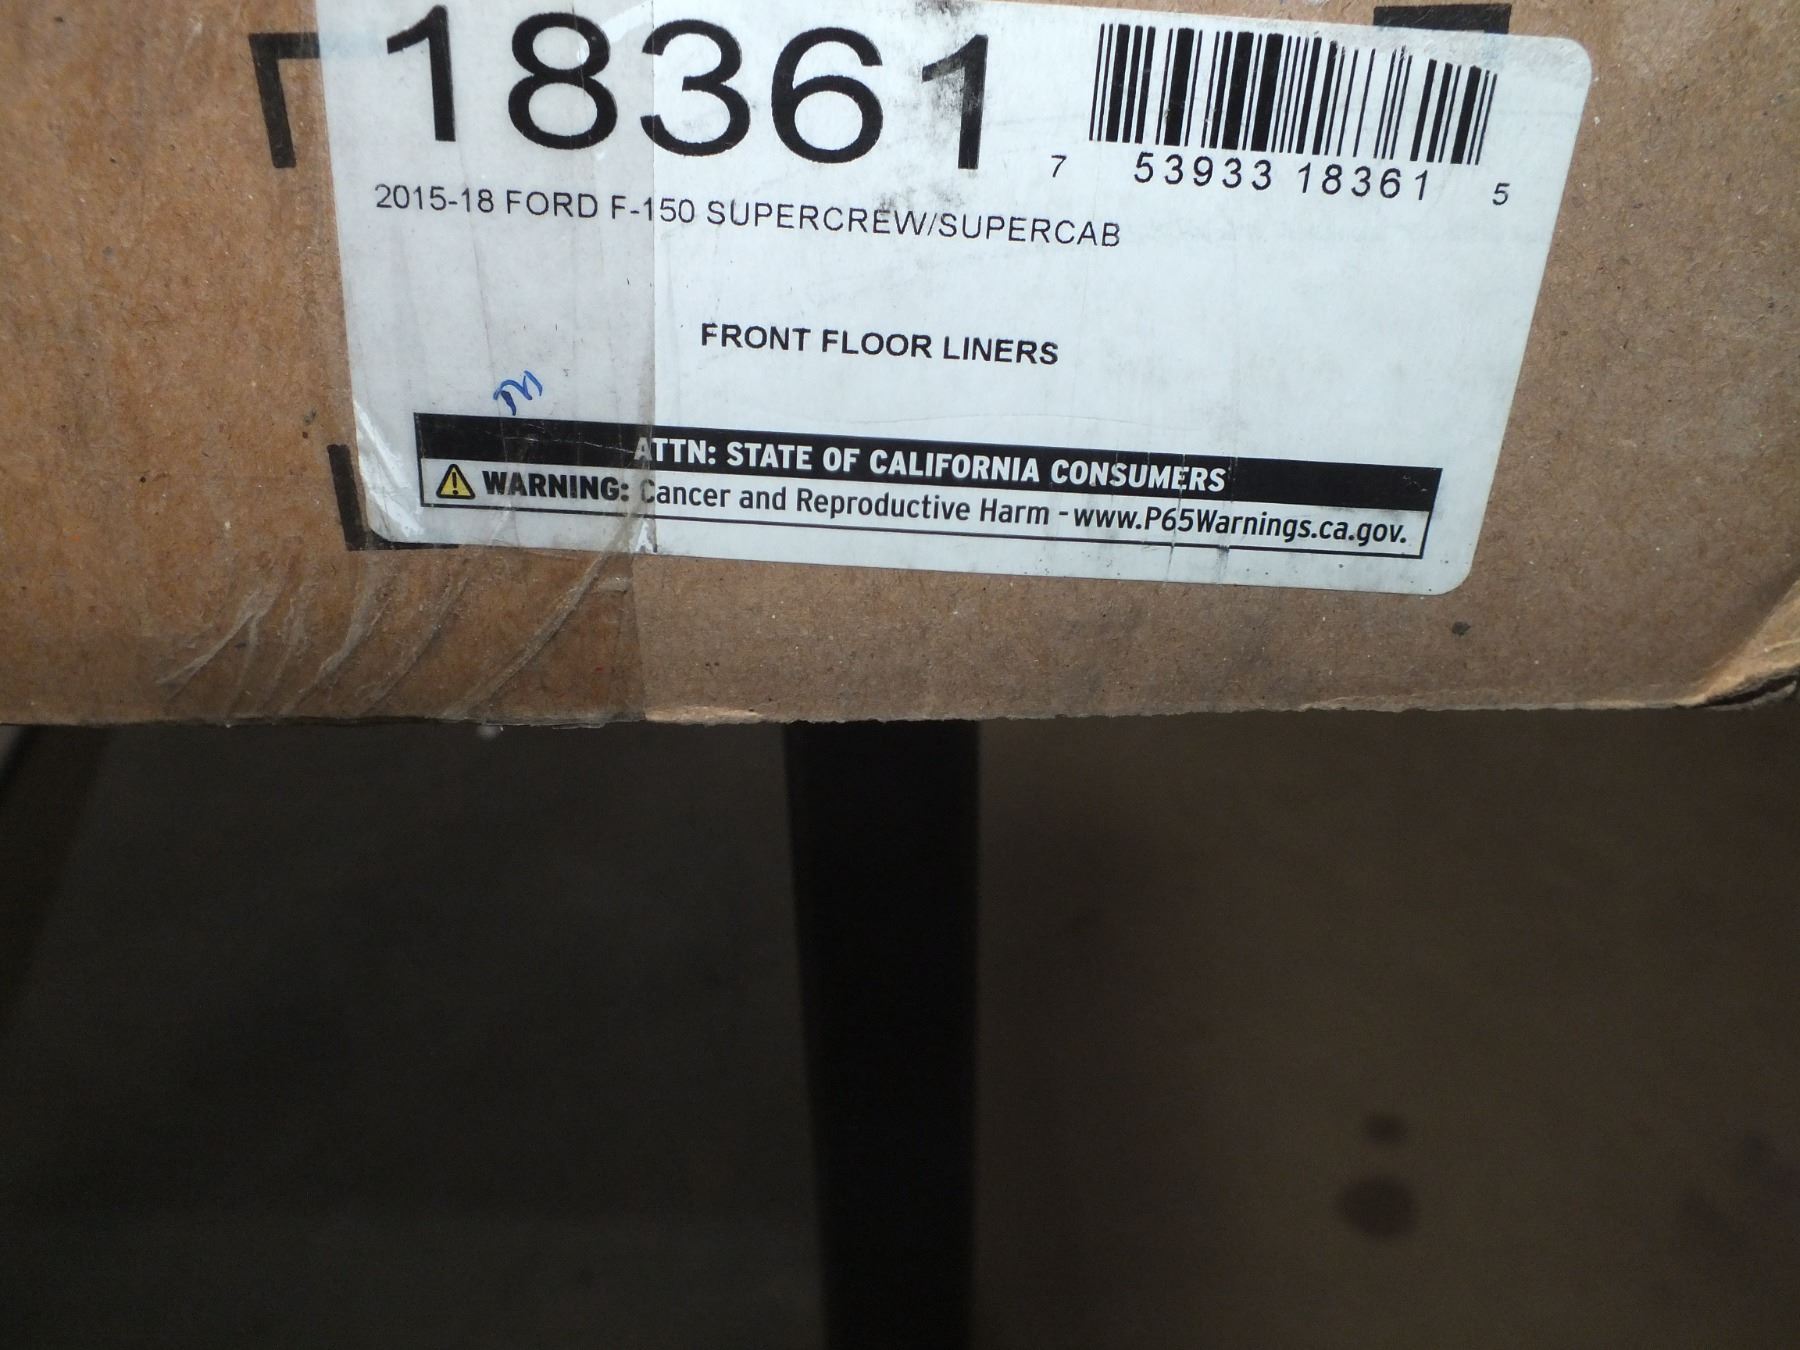 18361
7 53933 18361 5
2015-18 FORD F-150 SUPERCREW/SUPERCAB
FRONT FLOOR LINERS
ATTN: STATE OF CALIFORNIA CONSUMERS
WARNING: Cancer and Reproductive Harm - www.P65Warnings.ca.gov.